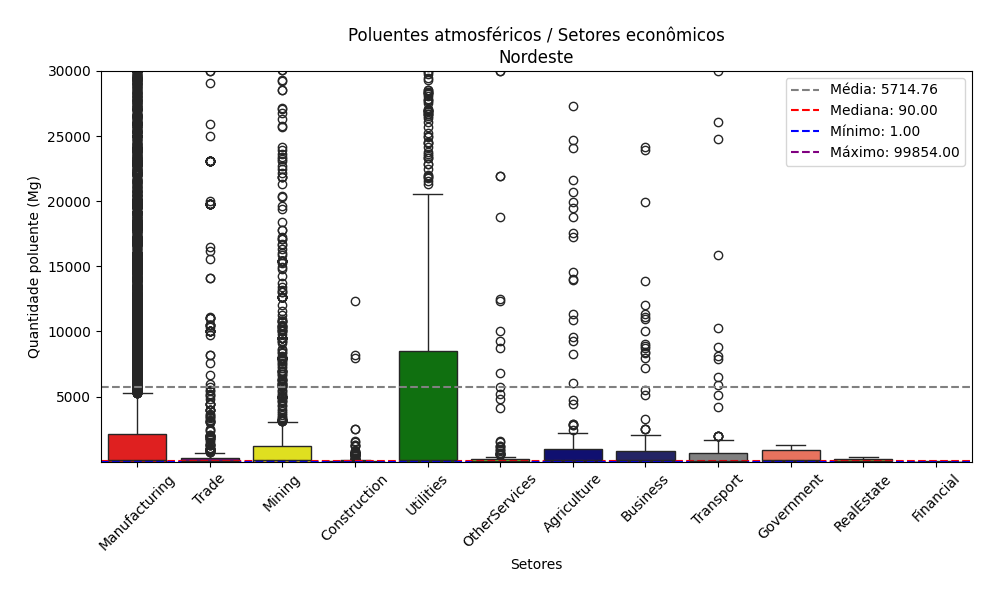 Poluentes atmosféricos / Setores econômicos
Nordeste
30000
25000
20000
15000
10000
5000
Quantidade poluente (Mg)
Média: 5714.76
Mediana: 90.00
Mínimo: 1.00
Máximo: 99854.00
Manufacturing
Trade
Mining
Construction
Utilities
OtherServices
Agriculture
Business
Transport
Government
RealEstate
Financial
Setores